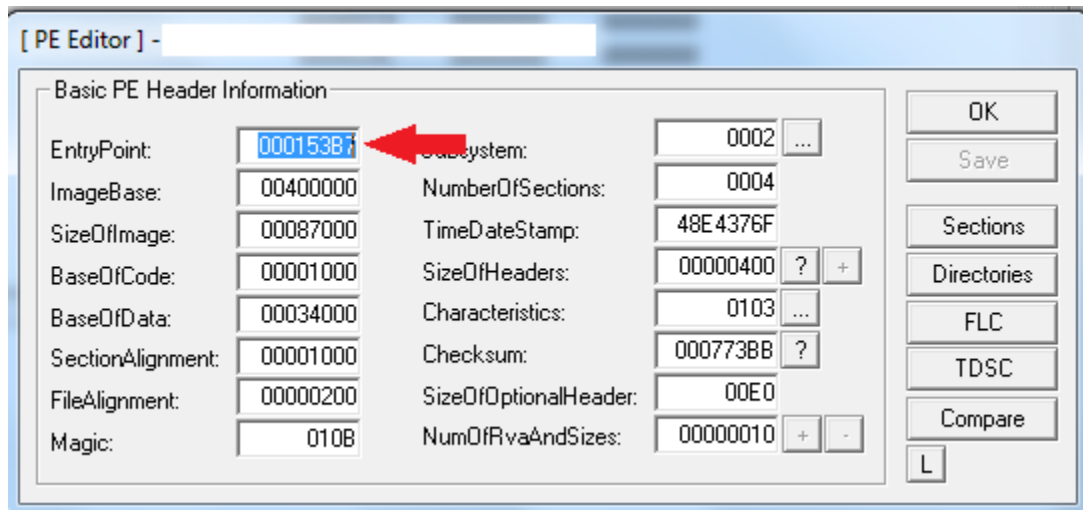 [ PE Editor ] -
Basic PE Header Information
EntryPoint: 000153B7
ImageBase: 00400000
SizeOfImage: 00087000
BaseOfCode: 00001000
BaseOfData: 00034000
SectionAlignment: 00001000
FileAlignment: 00000200
Magic: 010B
Subsystem: 0002 ...
NumberOfSections: 0004
TimeDateStamp: 48E4376F
SizeOfHeaders: 00000400 ? +
Characteristics: 0103 ...
Checksum: 000773BB ?
SizeOfOptionalHeader: 00E0
NumOfRvaAndSizes: 00000010 + -
OK
Save
Sections
Directories
FLC
TDSC
Compare
L